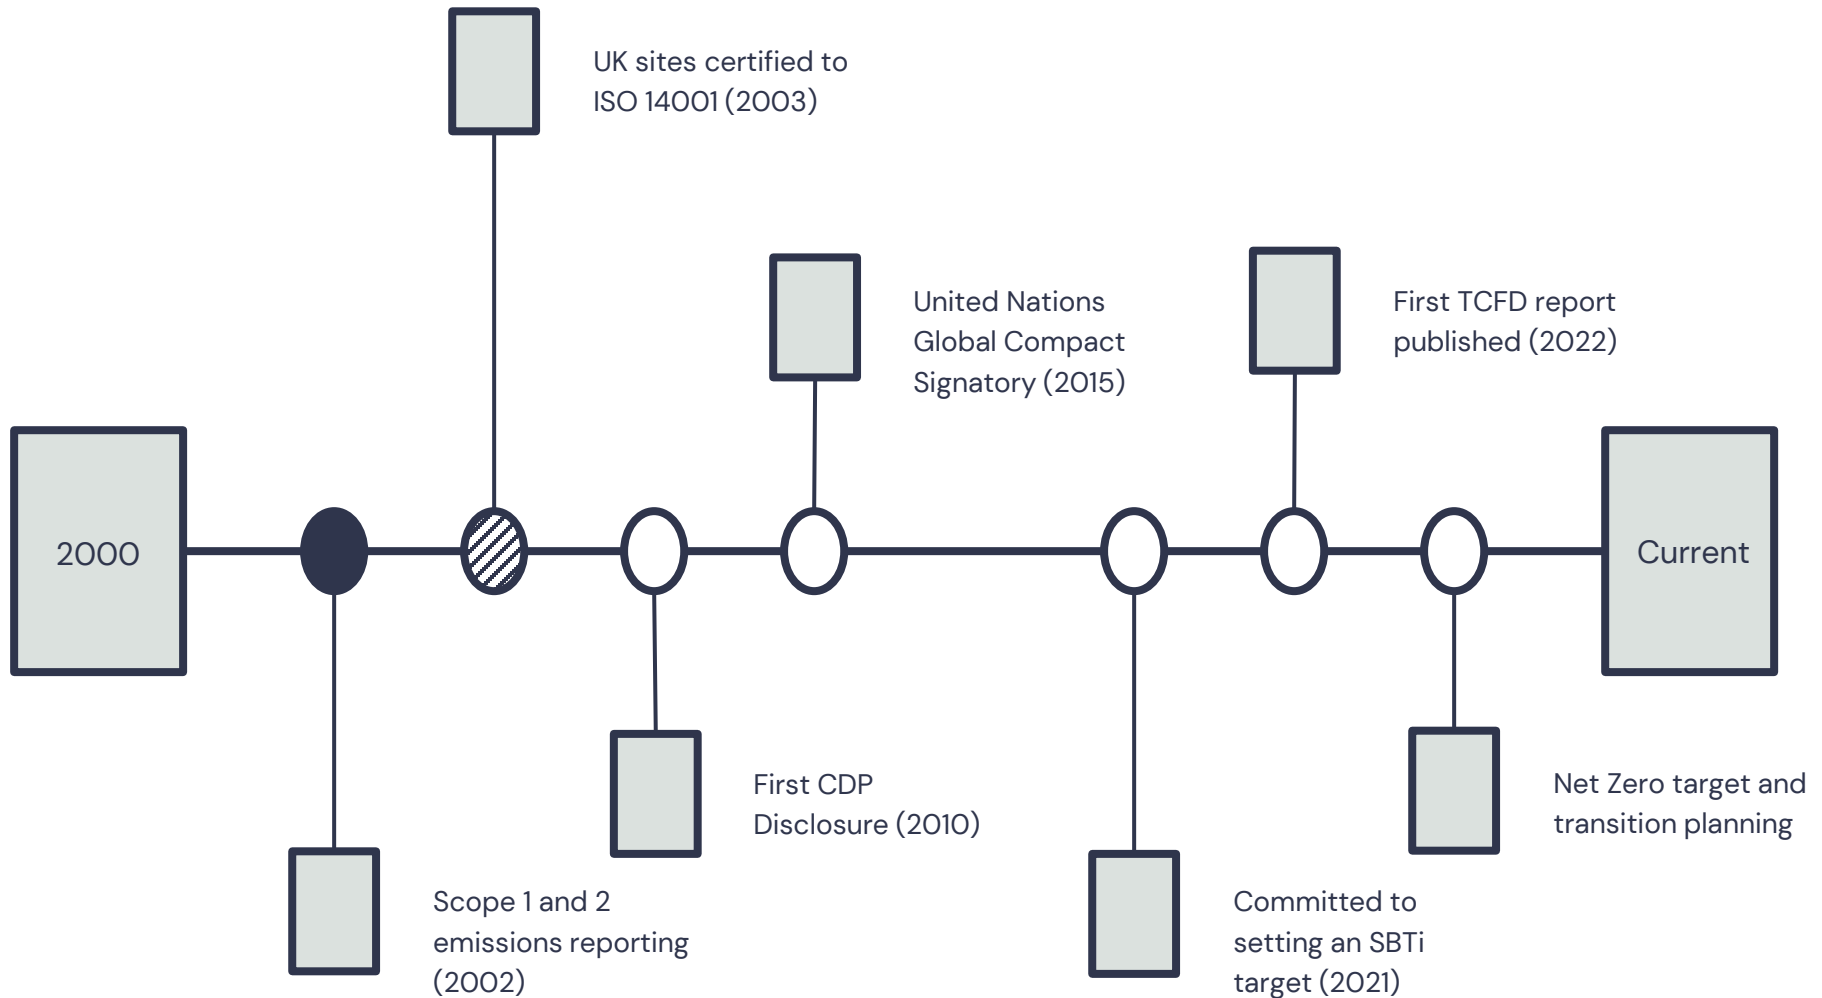 UK sites certified to
ISO 14001 (2003)
United Nations
Global Compact
Signatory (2015)
First TCFD report
published (2022)
2000
Current
First CDP
Disclosure (2010)
Net Zero target and
transition planning
Scope 1 and 2
emissions reporting
(2002)
Committed to
setting an SBTi
target (2021)